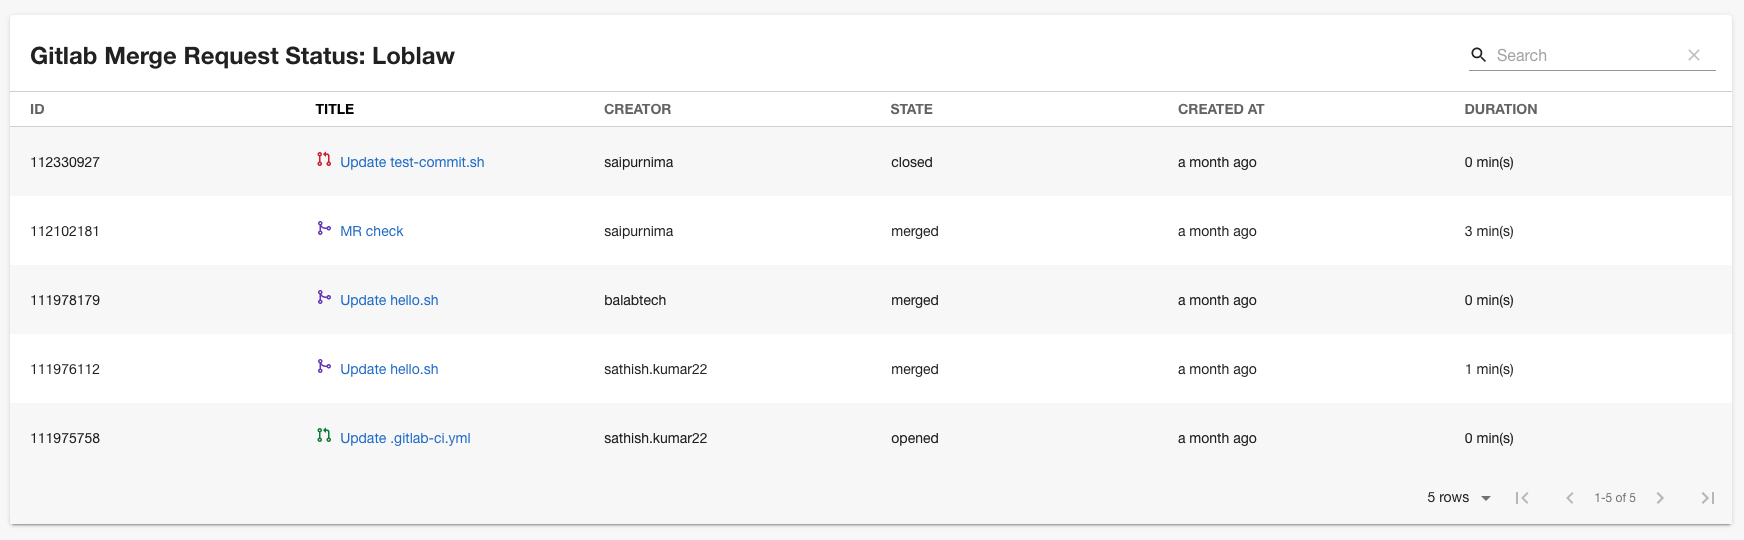 Gitlab Merge Request Status: Loblaw
Search
ID TITLE CREATOR STATE CREATED AT DURATION
112330927 Update test-commit.sh saipurnima closed a month ago 0 min(s)
112102181 MR check saipurnima merged a month ago 3 min(s)
111978179 Update hello.sh balabtech merged a month ago 0 min(s)
111976112 Update hello.sh sathish.kumar22 merged a month ago 1 min(s)
111975758 Update .gitlab-ci.yml sathish.kumar22 opened a month ago 0 min(s)
5 rows 1-5 of 5